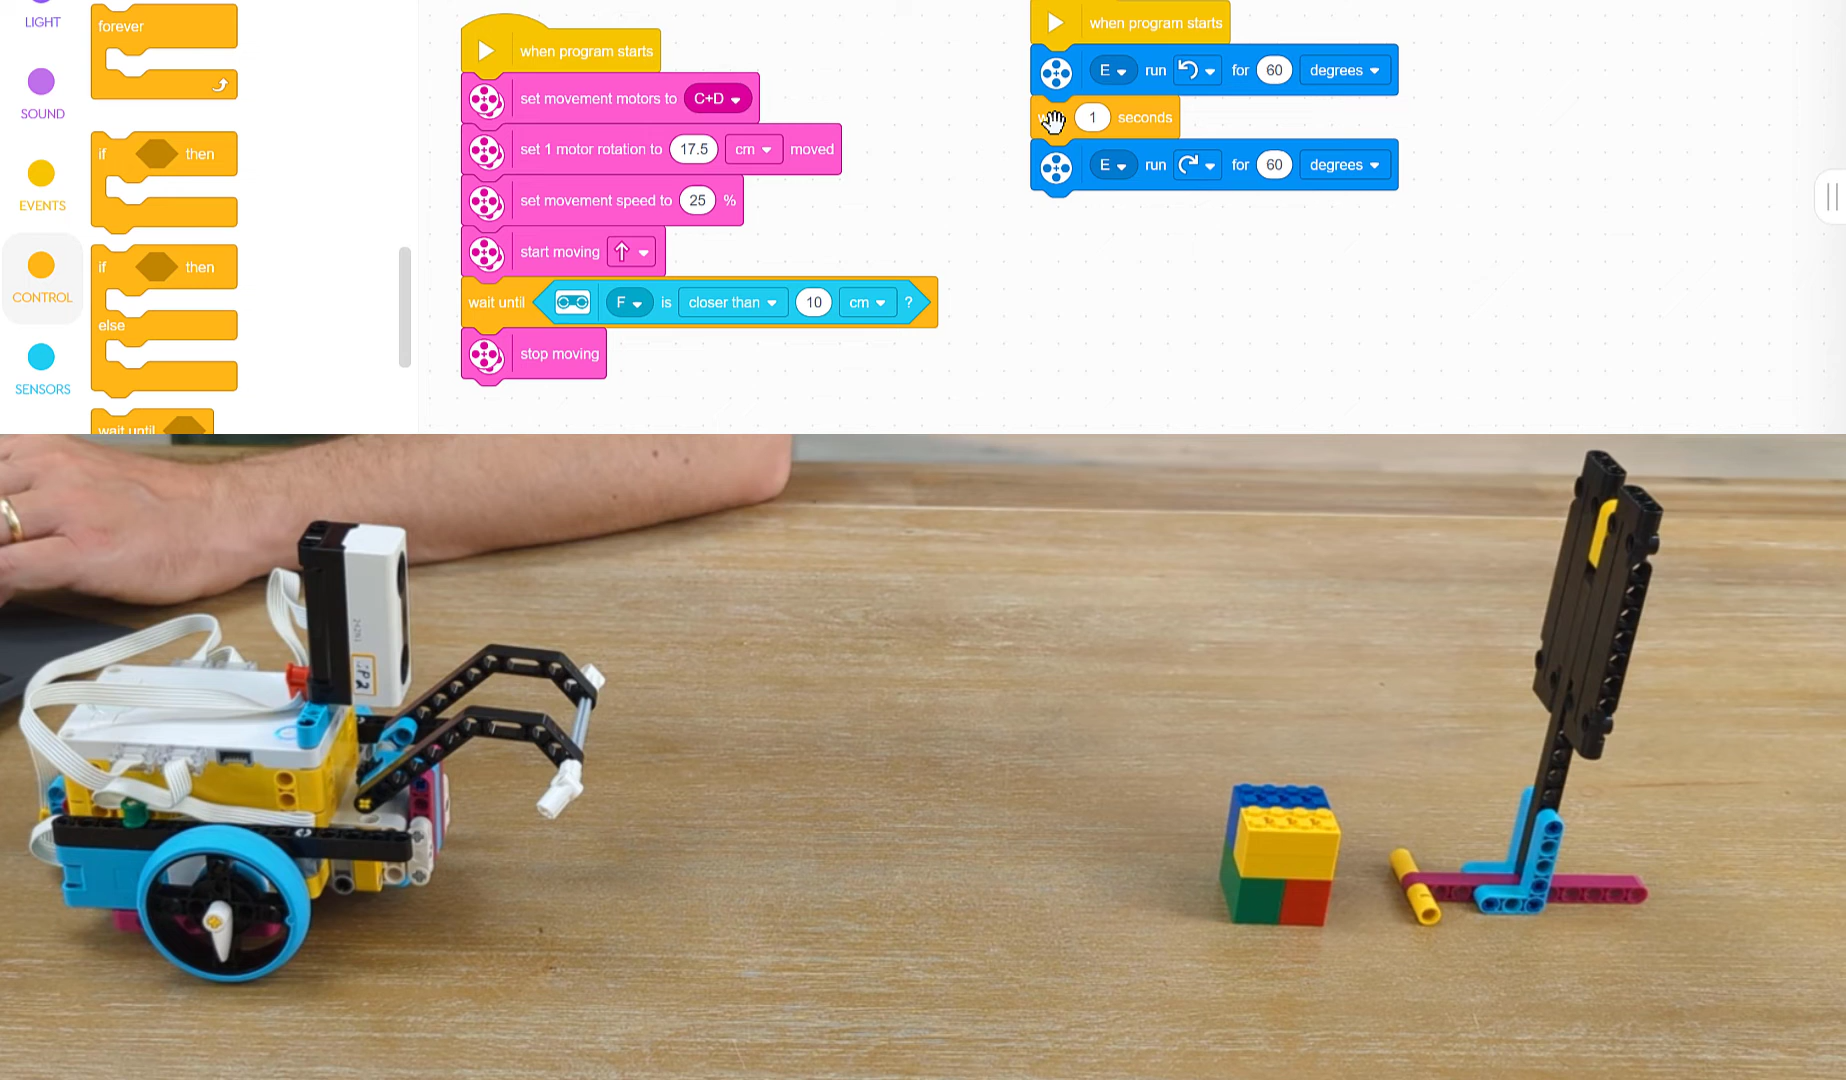 LIGHT
SOUND
EVENTS
CONTROL
SENSORS
forever
if then
if then
else
wait until
when program starts
set movement motors to C+D
set 1 motor rotation to 17.5 cm moved
set movement speed to 25 %
start moving
wait until F is closer than 10 cm ?
stop moving
when program starts
E run for 60 degrees
1 seconds
E run for 60 degrees